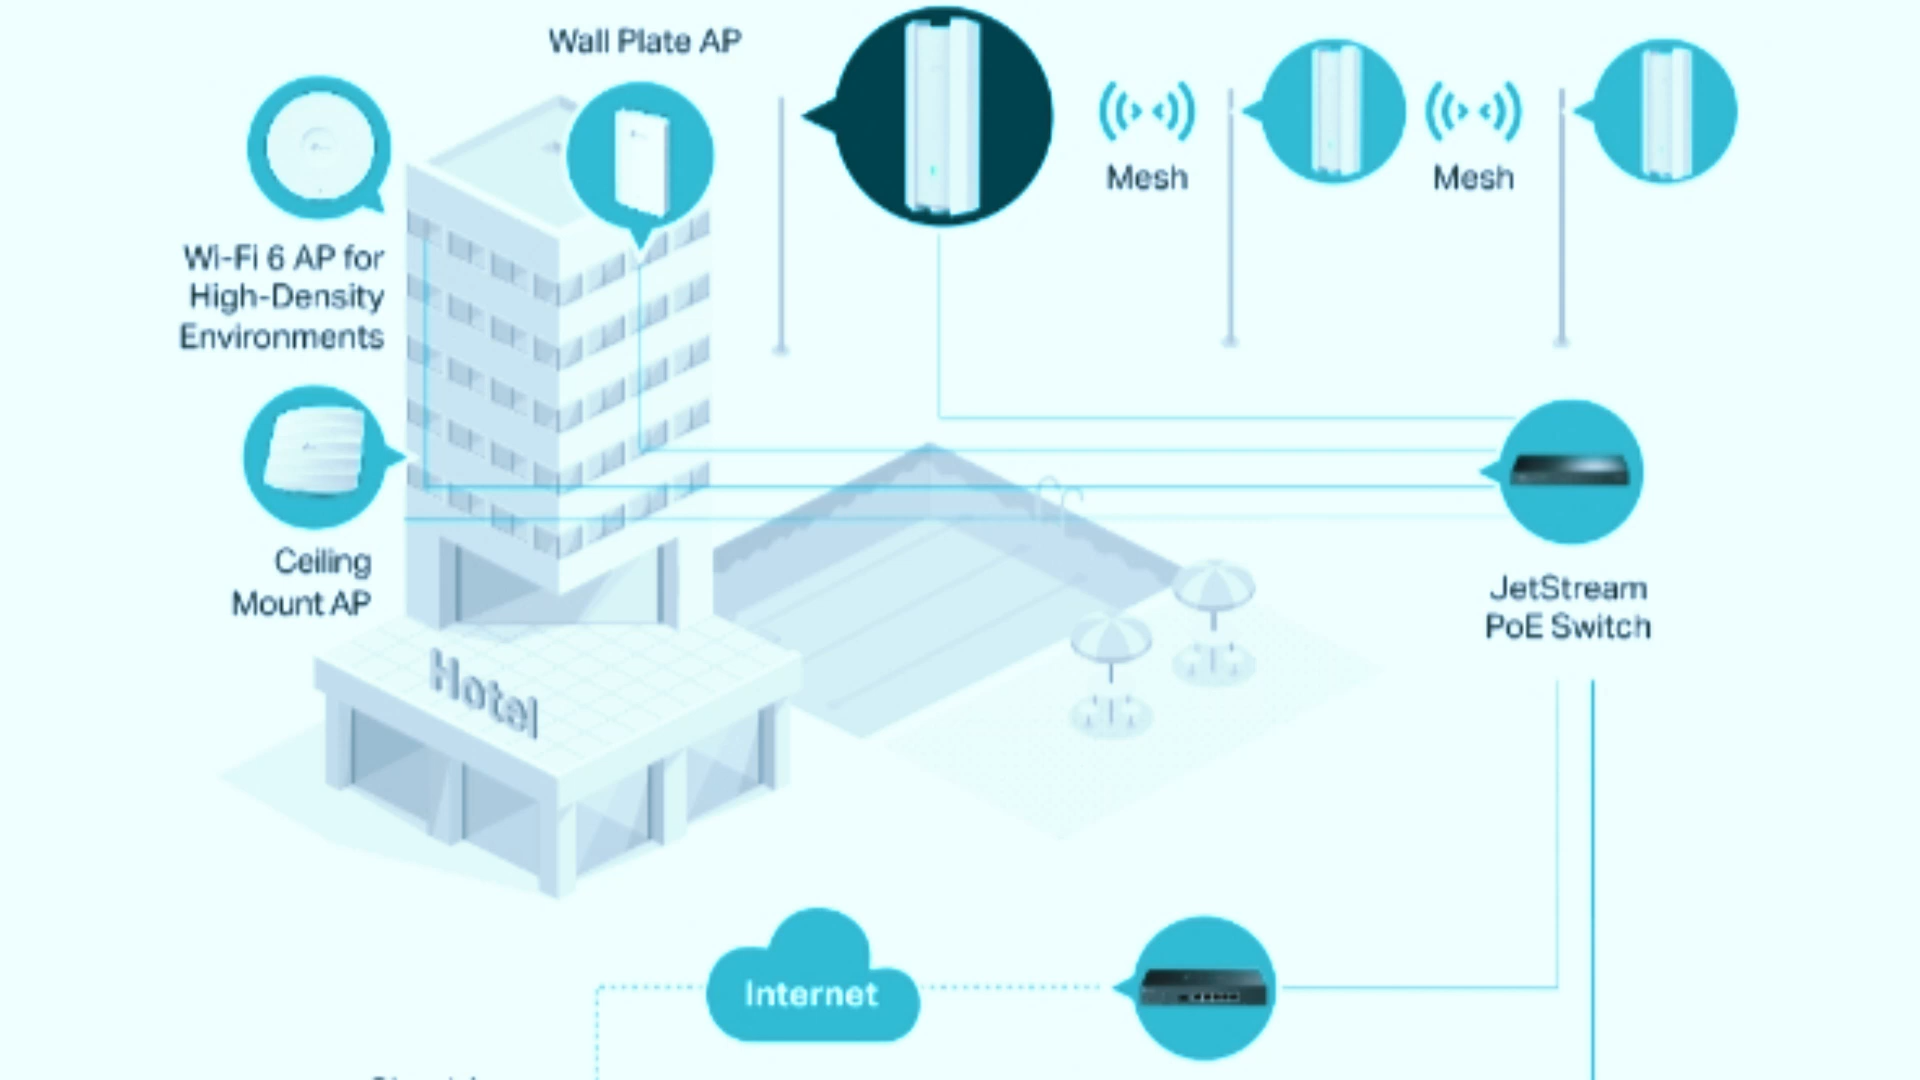 Wall Plate AP
Mesh
Mesh
Wi-Fi 6 AP for
High-Density
Environments
Ceiling
Mount AP
JetStream
PoE Switch
Hotel
Internet